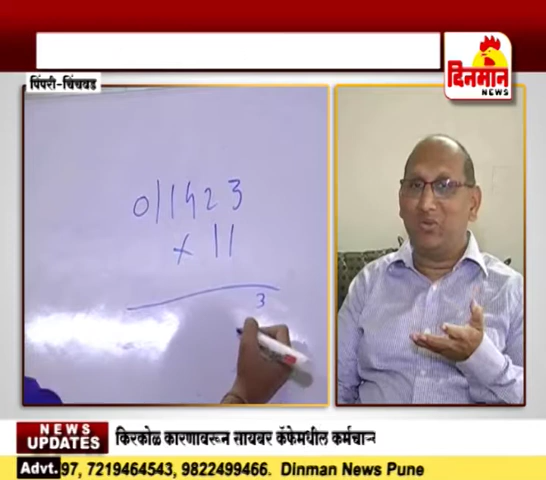 दिनमान
NEWS
पिंपरी-चिंचवड
011423
x 11
3
NEWS
UPDATES
किरकोळ कारणावरून सायबर कॅफेमधील कर्मचाऱ्य
Advt.
97, 7219464543, 9822499466. Dinman News Pune